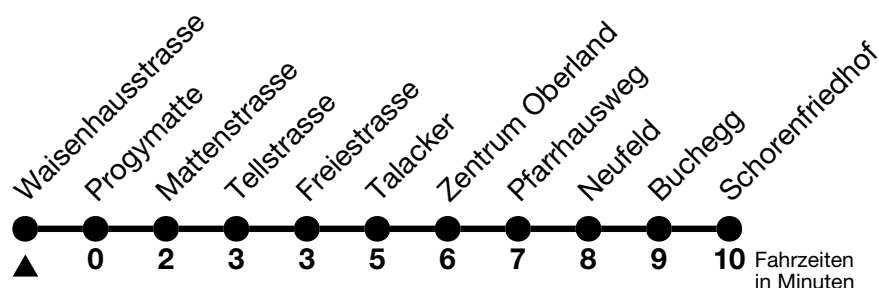 Waisenhausstrasse
Progymatte
Mattenstrasse
Tellstrasse
Freiestrasse
Talacker
Zentrum Oberland
Pfarrhausweg
Neufeld
Buchegg
Schorenfriedhof
0 2 3 3 5 6 7 8 9 10 Fahrzeiten
in Minuten